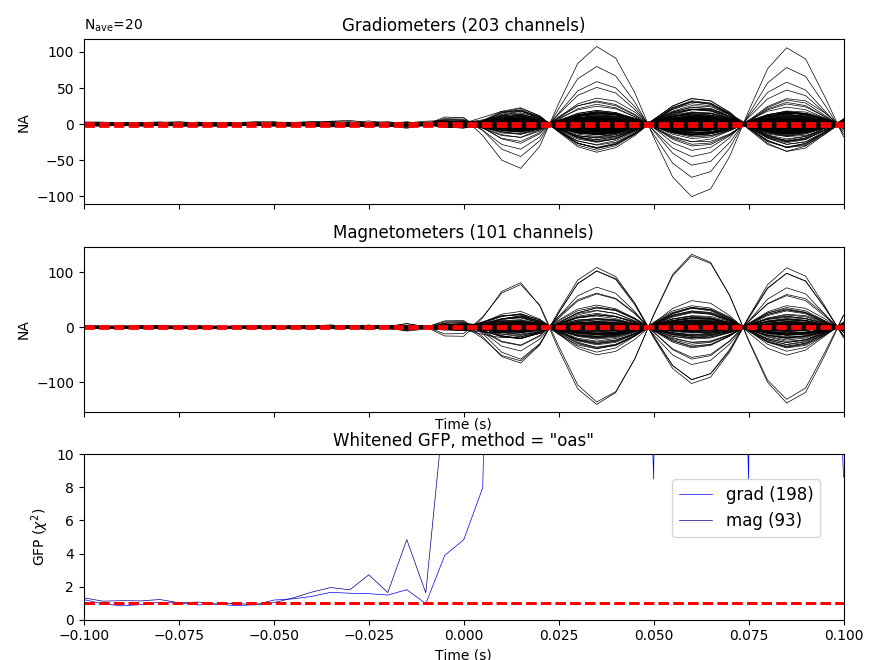 Nave=20
Gradiometers (203 channels)
100
50
0
−50
−100
NA
Magnetometers (101 channels)
100
0
−100
NA
Time (s)
Whitened GFP, method = "oas"
10
8
6
4
2
0
GFP (χ²)
grad (198)
mag (93)
−0.100 −0.075 −0.050 −0.025 0.000 0.025 0.050 0.075 0.100
Time (s)